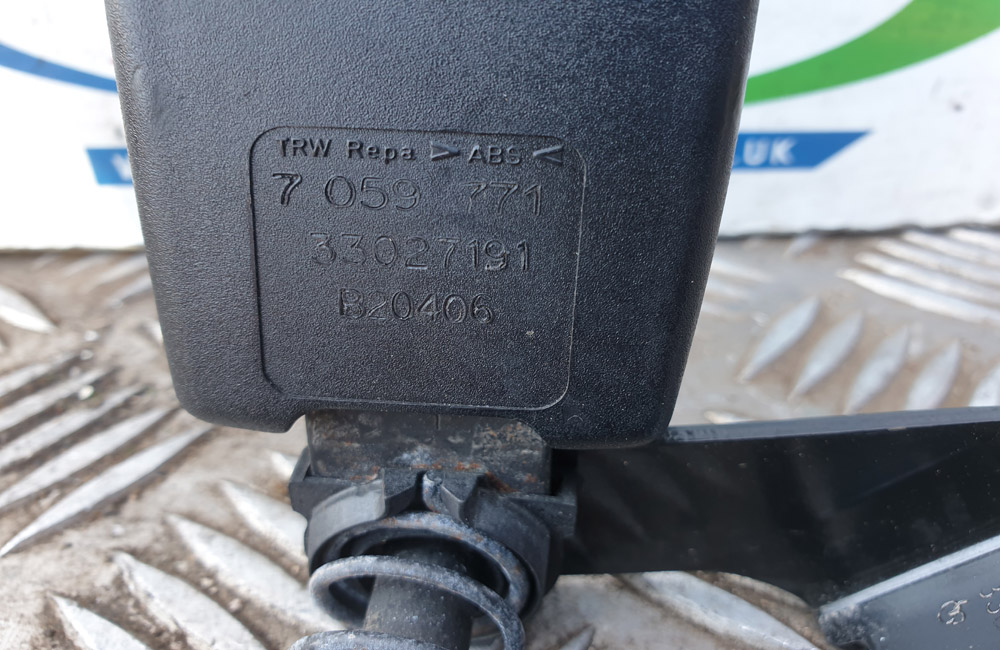 TRW Repa > ABS <
7 059 771
33027191
B20406
UK